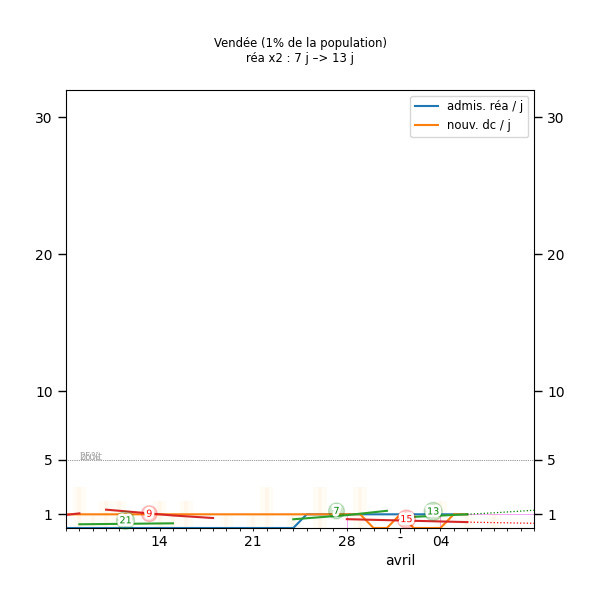 Vendée (1% de la population)
réa x2 : 7 j –> 13 j
admis. réa / j
nouv. dc / j
30 30
20 20
10 10
5 5
1 1
21 9 7 15 13
14 21 28 - 04
avril